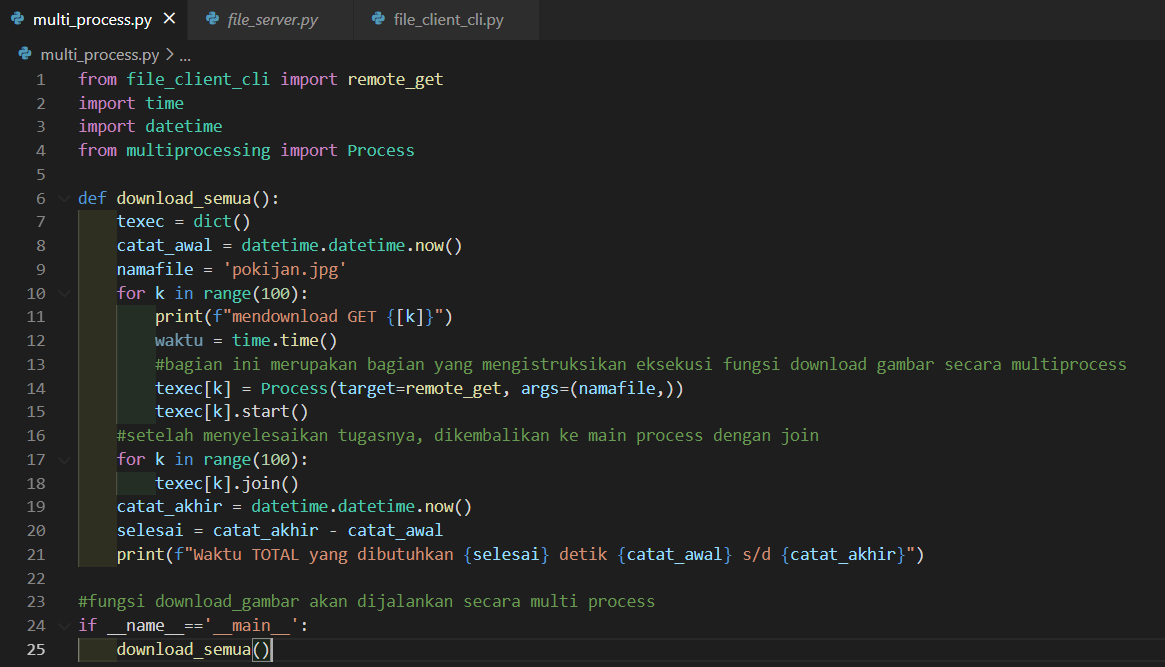 multi_process.py ×
file_server.py
file_client_cli.py
multi_process.py > ...
1 from file_client_cli import remote_get
2 import time
3 import datetime
4 from multiprocessing import Process
5
6 def download_semua():
7     texec = dict()
8     catat_awal = datetime.datetime.now()
9     namafile = 'pokijan.jpg'
10     for k in range(100):
11         print(f"mendownload GET {[k]}")
12         waktu = time.time()
13         #bagian ini merupakan bagian yang mengistruksikan eksekusi fungsi download gambar secara multiprocess
14         texec[k] = Process(target=remote_get, args=(namafile,))
15         texec[k].start()
16     #setelah menyelesaikan tugasnya, dikembalikan ke main process dengan join
17     for k in range(100):
18         texec[k].join()
19     catat_akhir = datetime.datetime.now()
20     selesai = catat_akhir - catat_awal
21     print(f"Waktu TOTAL yang dibutuhkan {selesai} detik {catat_awal} s/d {catat_akhir}")
22
23 #fungsi download_gambar akan dijalankan secara multi process
24 if __name__=='__main__':
25     download_semua()